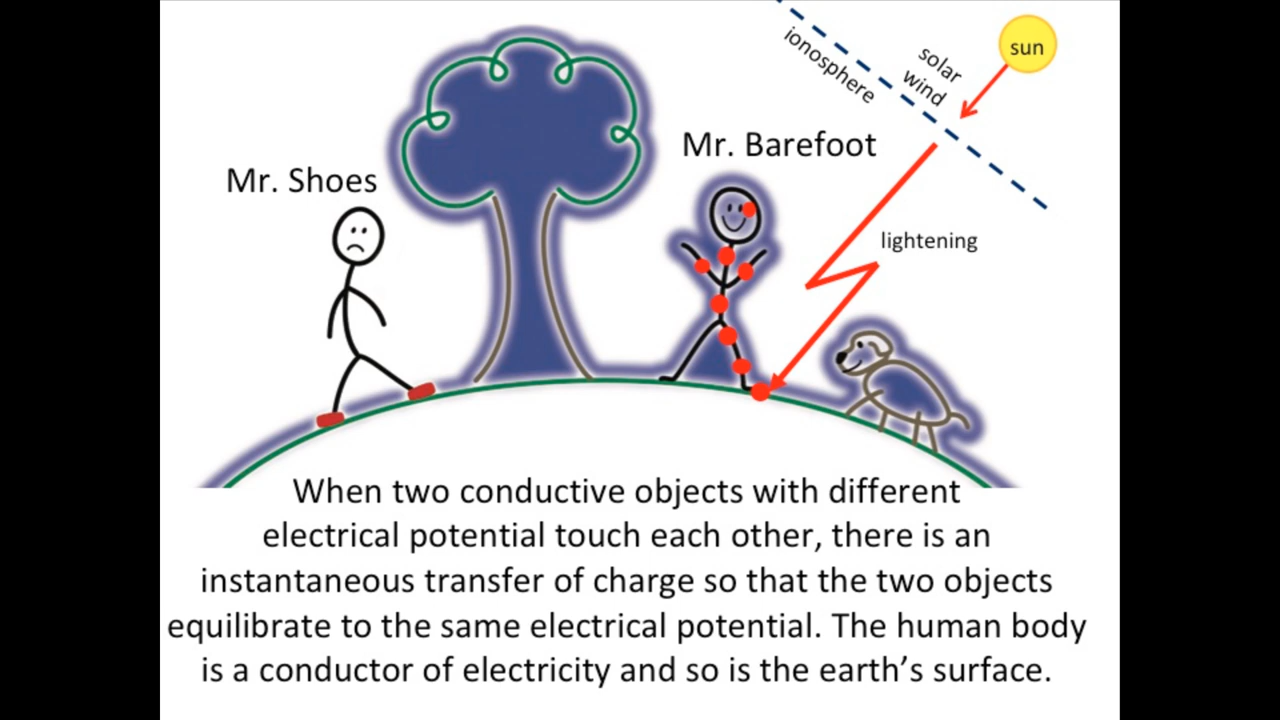 sun
solar
wind
ionosphere
Mr. Barefoot
Mr. Shoes
lightening
When two conductive objects with different
electrical potential touch each other, there is an
instantaneous transfer of charge so that the two objects
equilibrate to the same electrical potential. The human body
is a conductor of electricity and so is the earth’s surface.